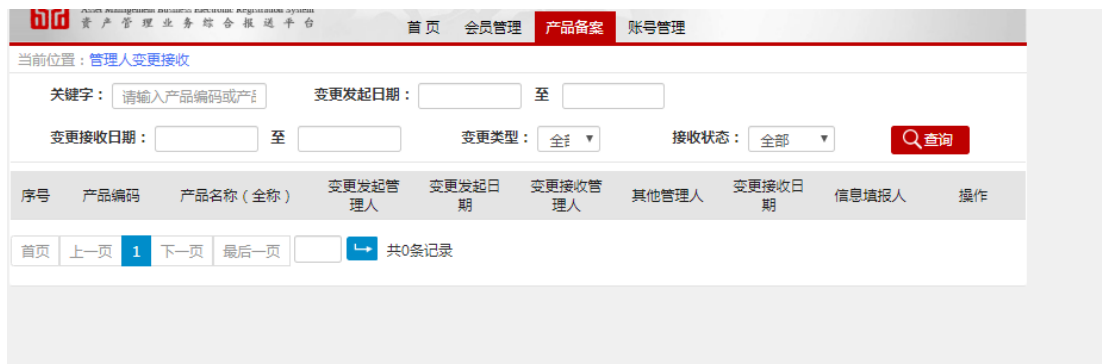 Asset Management Business Electronic Registration System
资产管理业务综合报送平台
首页 会员管理 产品备案 账号管理
当前位置：管理人变更接收
关键字： 请输入产品编码或产品 变更发起日期： 至
变更接收日期： 至 变更类型： 全部 接收状态： 全部 查询
序号 产品编码 产品名称（全称） 变更发起管理人 变更发起日期 变更接收管理人 其他管理人 变更接收日期 信息填报人 操作
首页 上一页 1 下一页 最后一页 共0条记录